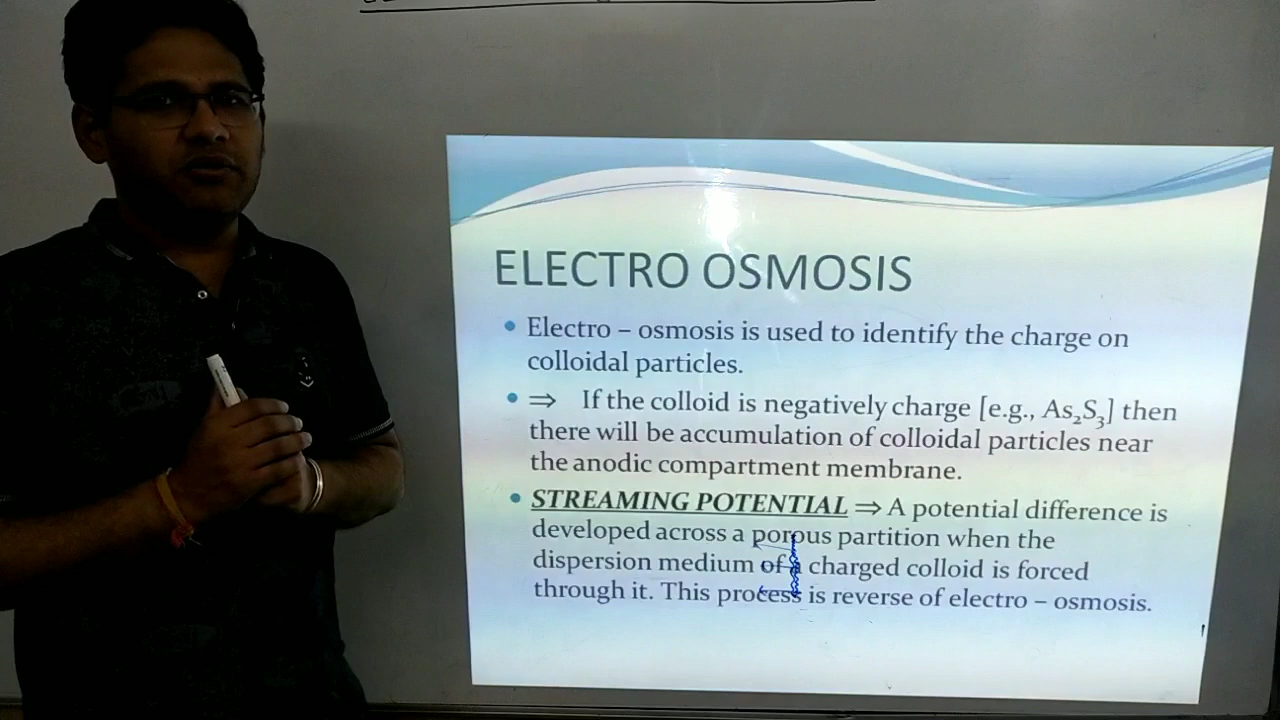 ELECTRO OSMOSIS
• Electro – osmosis is used to identify the charge on
colloidal particles.
• ⇒ If the colloid is negatively charge [e.g., As₂S₃] then
there will be accumulation of colloidal particles near
the anodic compartment membrane.
• STREAMING POTENTIAL ⇒ A potential difference is
developed across a porous partition when the
dispersion medium of a charged colloid is forced
through it. This process is reverse of electro – osmosis.